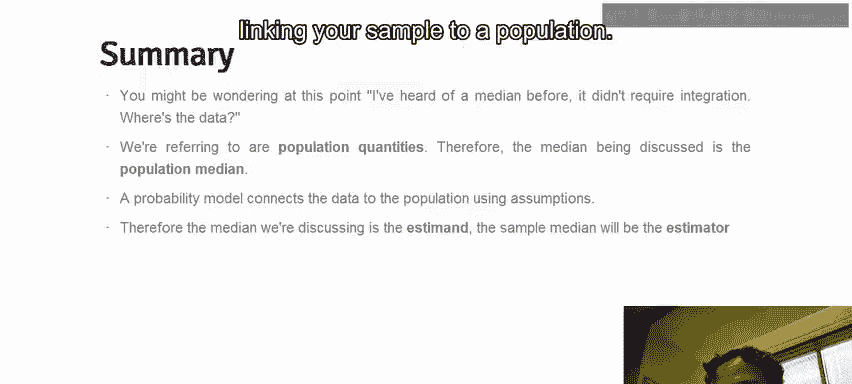 linking your sample to a population.
Summary
· You might be wondering at this point "I've heard of a median before, it didn't require integration.
Where's the data?"
· We're referring to are population quantities. Therefore, the median being discussed is the
population median.
· A probability model connects the data to the population using assumptions.
· Therefore the median we're discussing is the estimand, the sample median will be the estimator